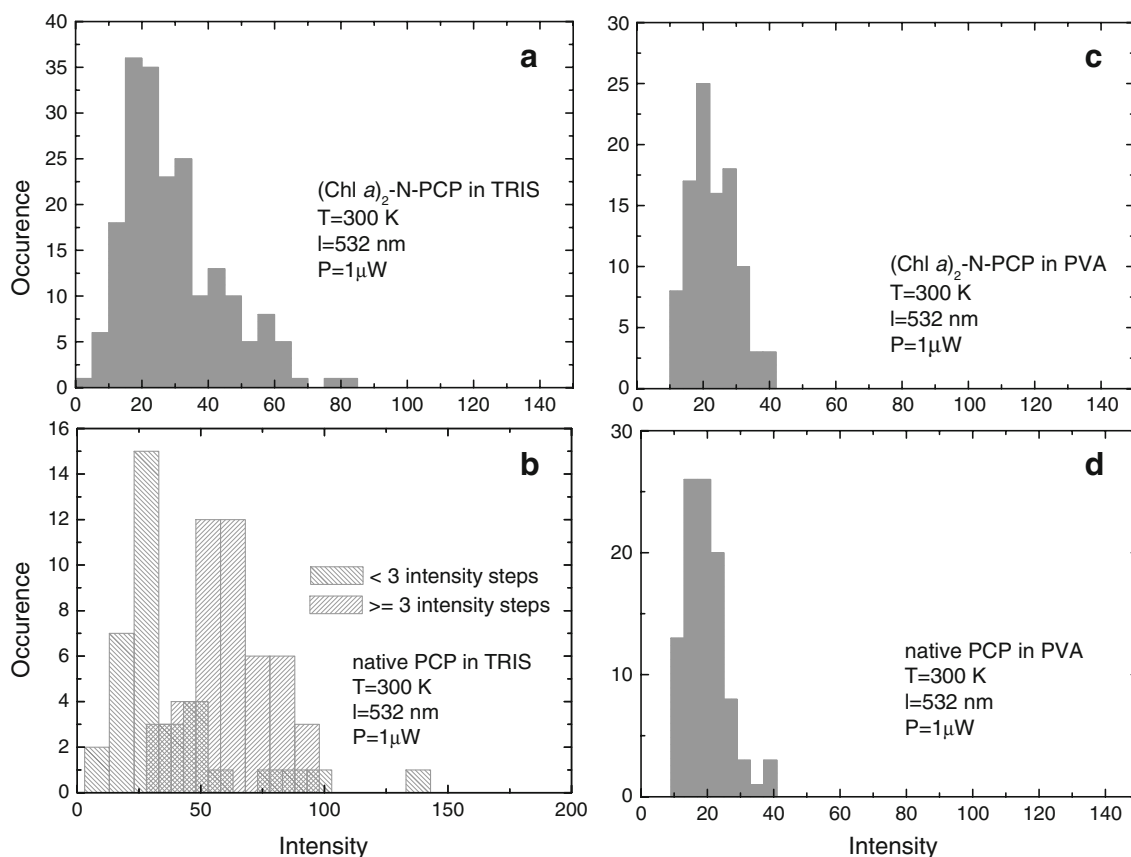 40
35
30
25
20
15
10
5
0
Occurence
a
(Chl a)2-N-PCP in TRIS
T=300 K
l=532 nm
P=1μW
0 20 40 60 80 100 120 140
30
25
20
15
10
5
0
c
(Chl a)2-N-PCP in PVA
T=300 K
l=532 nm
P=1μW
0 20 40 60 80 100 120 140
16
14
12
10
8
6
4
2
0
Occurence
b
< 3 intensity steps
>= 3 intensity steps
native PCP in TRIS
T=300 K
l=532 nm
P=1μW
0 50 100 150 200
Intensity
30
20
10
0
d
native PCP in PVA
T=300 K
l=532 nm
P=1μW
0 20 40 60 80 100 120 140
Intensity